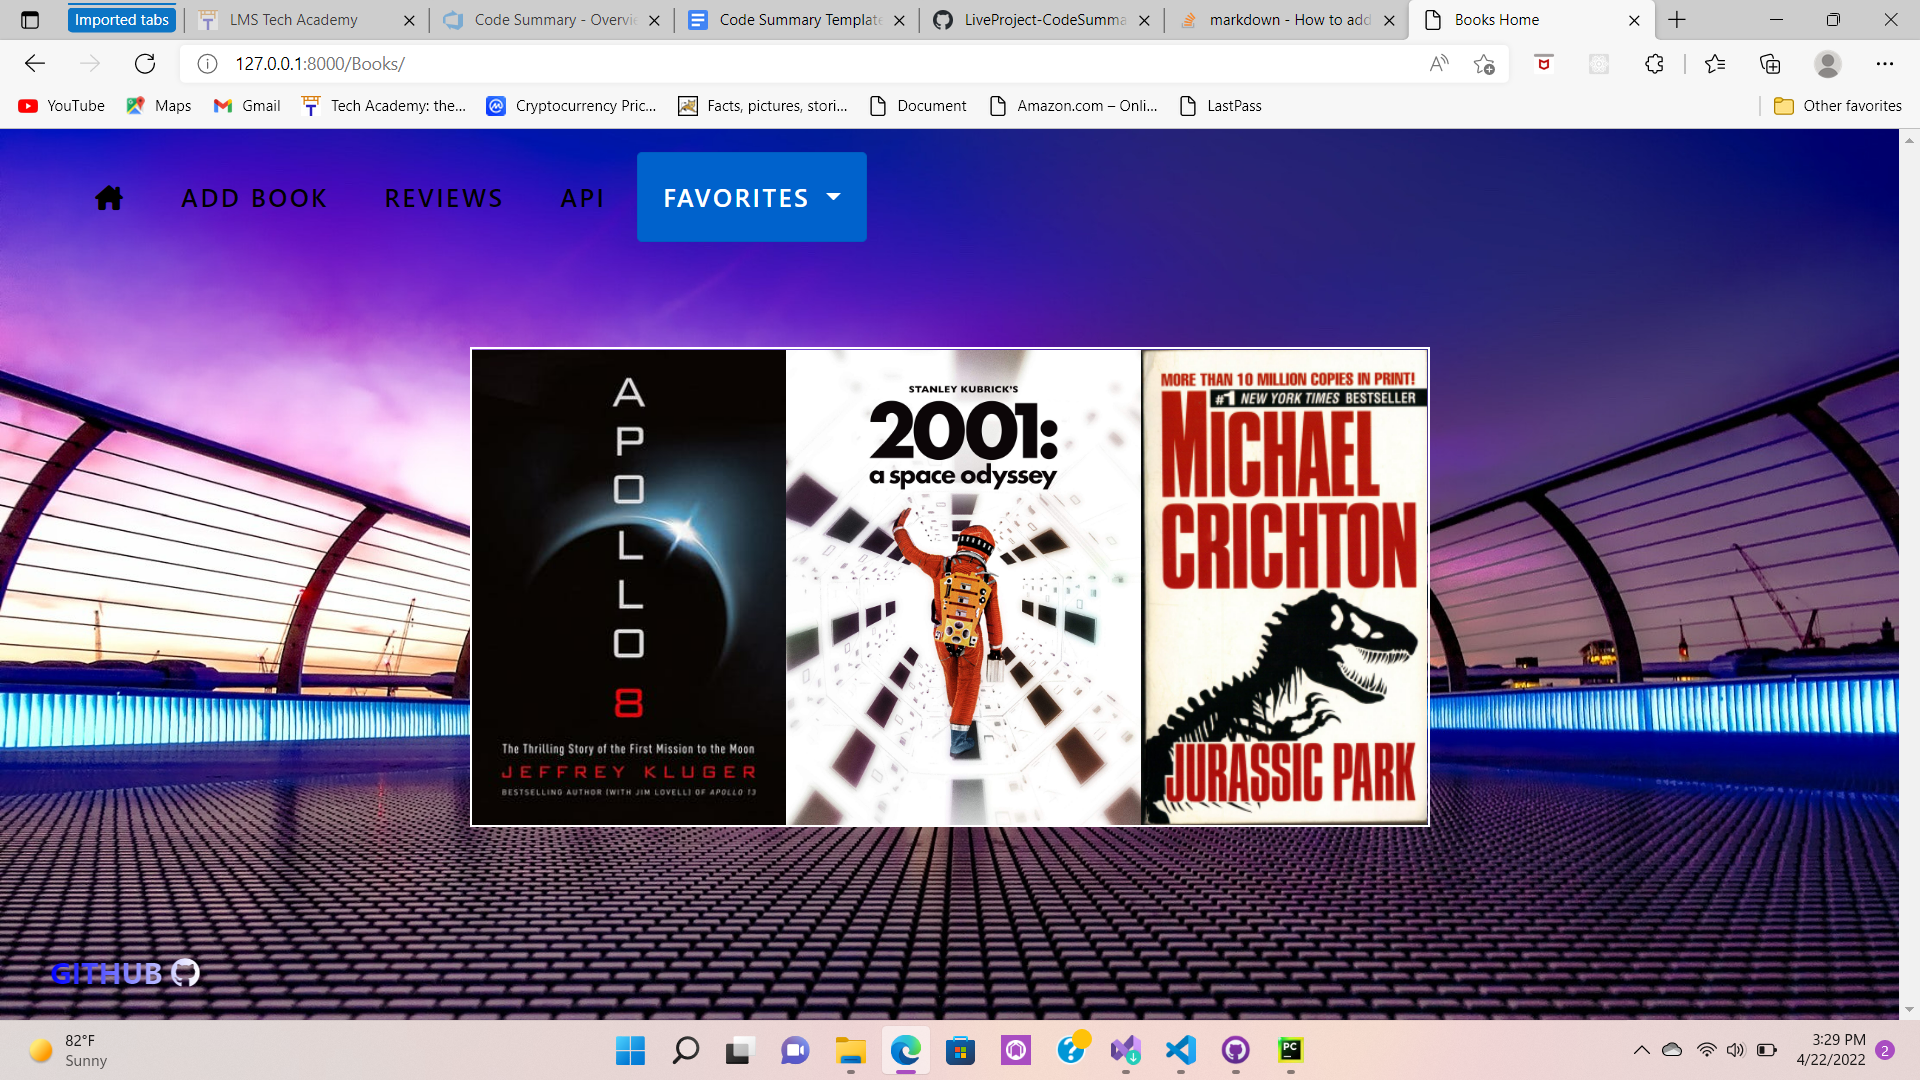 Imported tabs
LMS Tech Academy
Code Summary - Overvie
Code Summary Template
LiveProject-CodeSumma
markdown - How to add
Books Home
127.0.0.1:8000/Books/
YouTube
Maps
Gmail
Tech Academy: the...
Cryptocurrency Pric...
Facts, pictures, stori...
Document
Amazon.com – Onli...
LastPass
Other favorites
ADD BOOK
REVIEWS
API
FAVORITES
APOLLO
8
The Thrilling Story of the First Mission to the Moon
JEFFREY KLUGER
BESTSELLING AUTHOR (WITH JIM LOVELL) OF APOLLO 13
STANLEY KUBRICK'S
2001:
a space odyssey
MORE THAN 10 MILLION COPIES IN PRINT!
#1 NEW YORK TIMES BESTSELLER
MICHAEL
CRICHTON
JURASSIC PARK
GITHUB
82°F
Sunny
PC
3:29 PM
4/22/2022
2